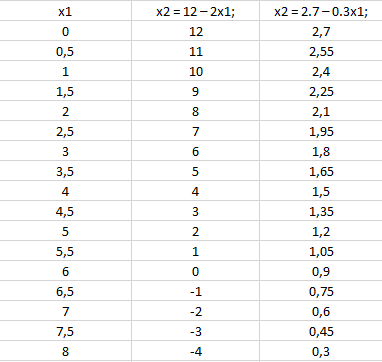 x1 x2 = 12 – 2x1; x2 = 2.7 – 0.3x1;
0 12 2,7
0,5 11 2,55
1 10 2,4
1,5 9 2,25
2 8 2,1
2,5 7 1,95
3 6 1,8
3,5 5 1,65
4 4 1,5
4,5 3 1,35
5 2 1,2
5,5 1 1,05
6 0 0,9
6,5 -1 0,75
7 -2 0,6
7,5 -3 0,45
8 -4 0,3